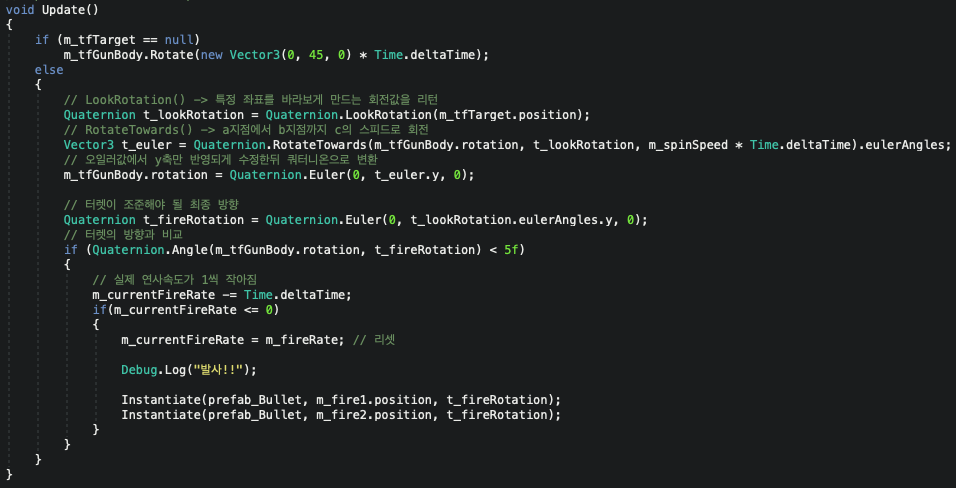 void Update()
{
if (m_tfTarget == null)
m_tfGunBody.Rotate(new Vector3(0, 45, 0) * Time.deltaTime);
else
{
// LookRotation() -> 특정 좌표를 바라보게 만드는 회전값을 리턴
Quaternion t_lookRotation = Quaternion.LookRotation(m_tfTarget.position);
// RotateTowards() -> a지점에서 b지점까지 c의 스피드로 회전
Vector3 t_euler = Quaternion.RotateTowards(m_tfGunBody.rotation, t_lookRotation, m_spinSpeed * Time.deltaTime).eulerAngles;
// 오일러값에서 y축만 반영되게 수정한뒤 쿼터니온으로 변환
m_tfGunBody.rotation = Quaternion.Euler(0, t_euler.y, 0);
// 터렛이 조준해야 될 최종 방향
Quaternion t_fireRotation = Quaternion.Euler(0, t_lookRotation.eulerAngles.y, 0);
// 터렛의 방향과 비교
if (Quaternion.Angle(m_tfGunBody.rotation, t_fireRotation) < 5f)
{
// 실제 연사속도가 1씩 작아짐
m_currentFireRate -= Time.deltaTime;
if(m_currentFireRate <= 0)
{
m_currentFireRate = m_fireRate; // 리셋
Debug.Log("발사!!");
Instantiate(prefab_Bullet, m_fire1.position, t_fireRotation);
Instantiate(prefab_Bullet, m_fire2.position, t_fireRotation);
}
}
}
}